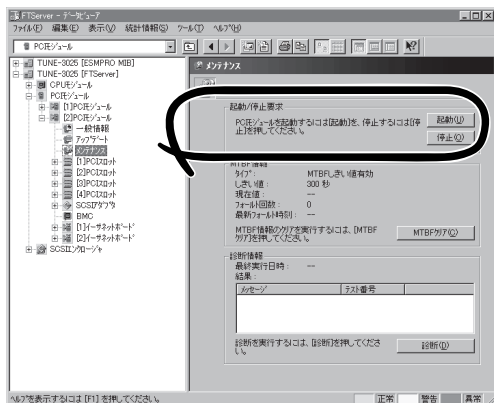 FTServer - データビューア
ファイル(F) 編集(E) 表示(V) 統計情報(S) ツール(T) ヘルプ(H)
PCIモジュール
TUNE-3025 [ESMPRO MIB]
TUNE-3025 [FTServer]
CPUモジュール
PCIモジュール
[1]PCIモジュール
[2]PCIモジュール
一般情報
アップデート
メンテナンス
[1]PCIスロット
[2]PCIスロット
[3]PCIスロット
[4]PCIスロット
SCSIアダプタ
BMC
[1]イーサネットボード
[2]イーサネットボード
SCSIエンクロージャ
メンテナンス
起動/停止要求
PCIモジュールを起動するには[起動]を、停止するには[停止]を押してください。
起動(U)
停止(O)
MTBF情報
タイプ: MTBFしきい値有効
しきい値: 300 秒
現在値: --
フォールト回数: 0
最新フォールト時刻: --
MTBF情報のクリアを実行するには、[MTBFクリア]を押してください。
MTBFクリア(C)
診断情報
最終実行日時: --
結果:
メッセージ テスト番号
診断を実行するには、[診断]を押してください。
診断(D)
ヘルプを表示するには [F1] を押してください。
正常 警告 異常